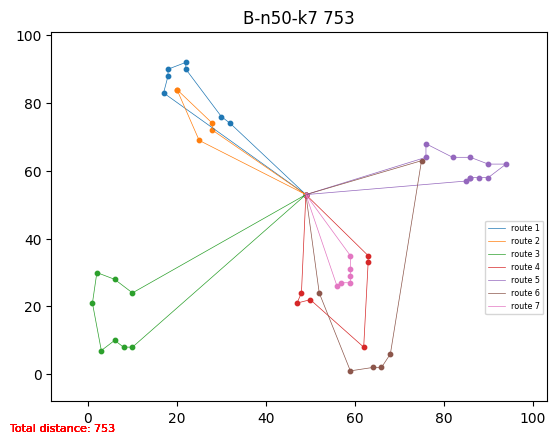 B-n50-k7 753
100
80
60
40
20
0
0 20 40 60 80 100
route 1
route 2
route 3
route 4
route 5
route 6
route 7
Total distance: 753